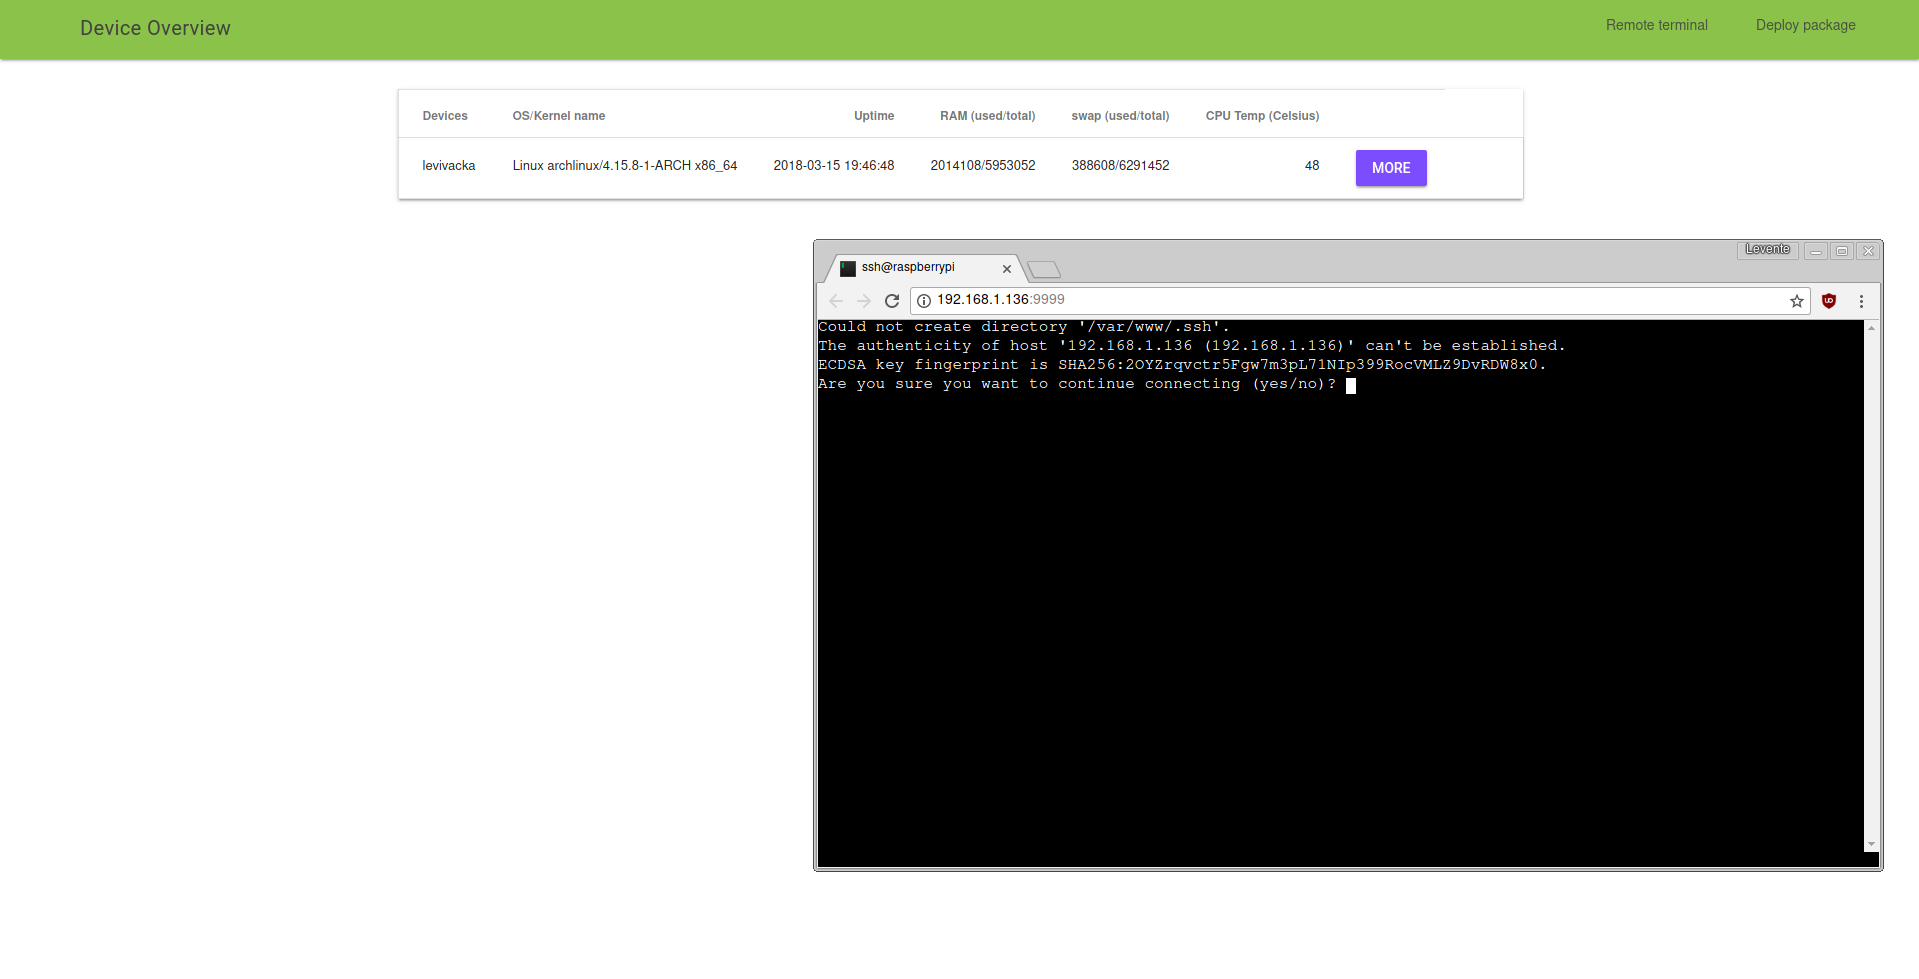 Device Overview Remote terminal Deploy package
Devices OS/Kernel name Uptime RAM (used/total) swap (used/total) CPU Temp (Celsius)
levivacka Linux archlinux/4.15.8-1-ARCH x86_64 2018-03-15 19:46:48 2014108/5953052 388608/6291452 48 MORE
Levente
ssh@raspberrypi
192.168.1.136:9999
Could not create directory '/var/www/.ssh'.
The authenticity of host '192.168.1.136 (192.168.1.136)' can't be established.
ECDSA key fingerprint is SHA256:2OYZrqvctr5Fgw7m3pL71NIp399RocVMLZ9DvRDW8x0.
Are you sure you want to continue connecting (yes/no)?